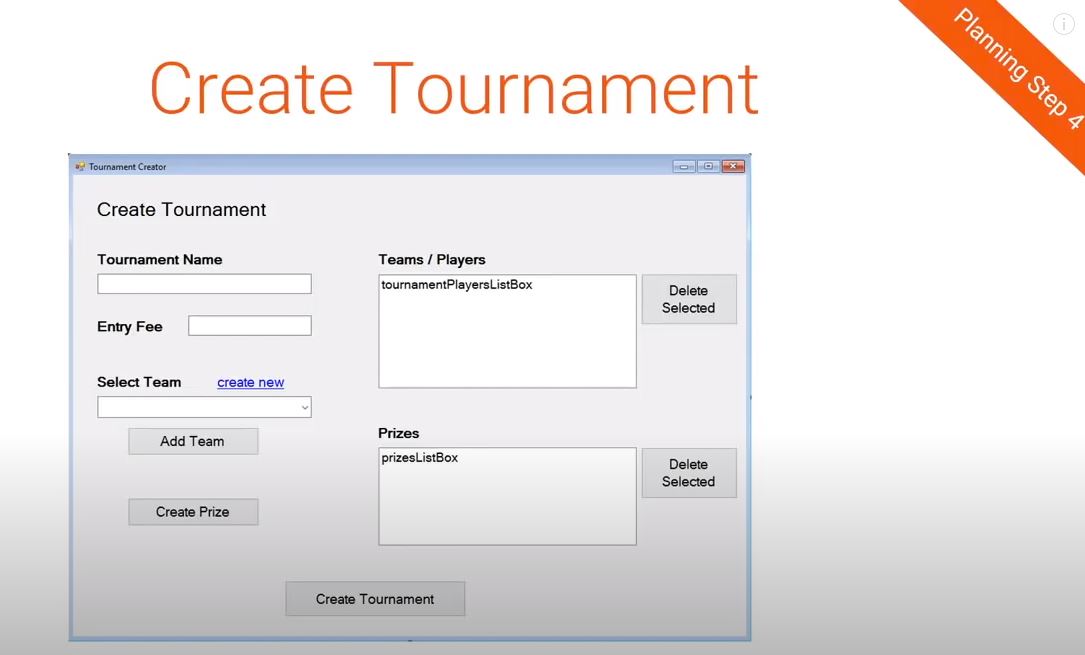 Planning Step 4
Create Tournament
Tournament Creator
Create Tournament
Tournament Name
Entry Fee
Select Team create new
Add Team
Create Prize
Teams / Players
tournamentPlayersListBox
Delete
Selected
Prizes
prizesListBox
Delete
Selected
Create Tournament